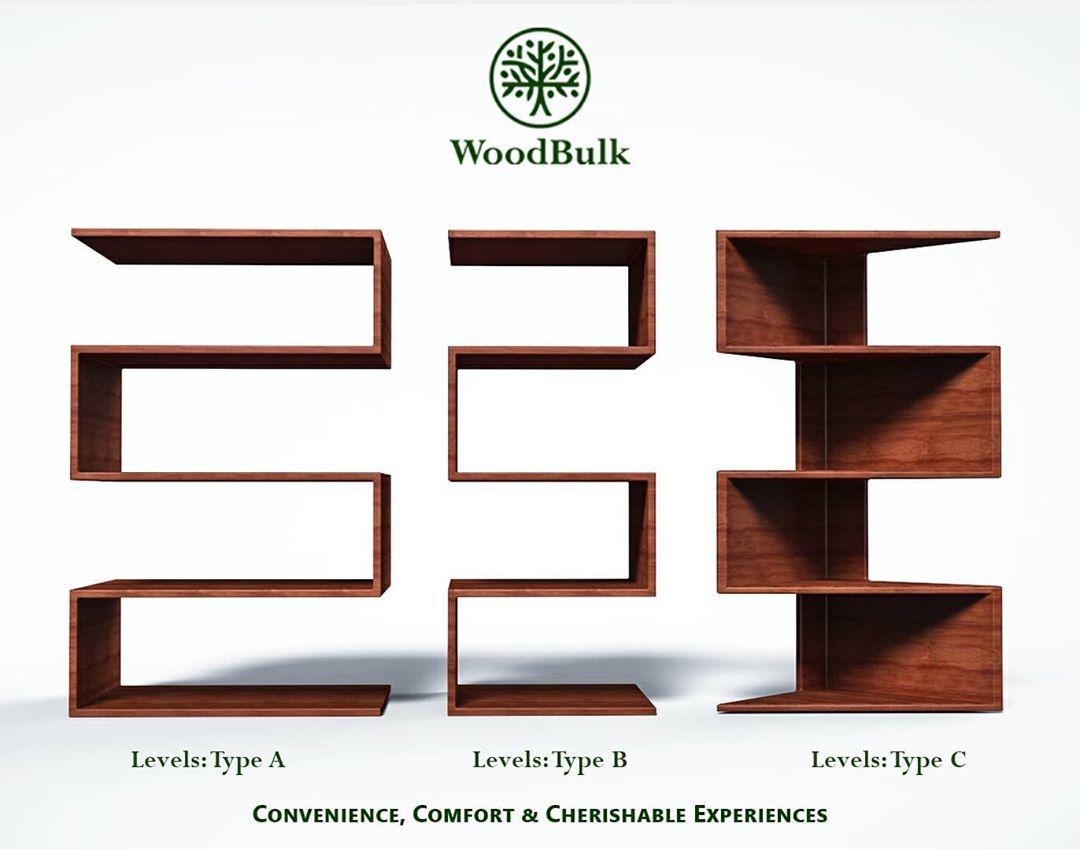 WoodBulk
Levels: Type A
Levels: Type B
Levels: Type C
Convenience, Comfort & Cherishable Experiences